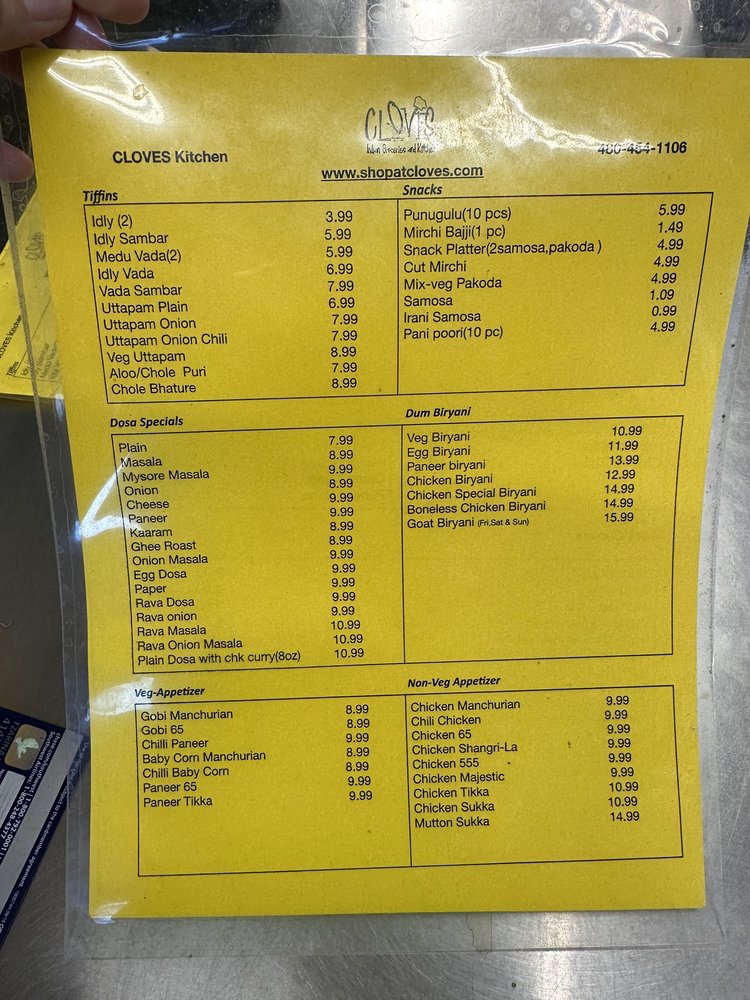 CLOVES
Indian Groceries and Kitchen
CLOVES Kitchen
480-454-1106
www.shopatcloves.com
Tiffins
Idly (2) 3.99
Idly Sambar 5.99
Medu Vada(2) 5.99
Idly Vada 6.99
Vada Sambar 7.99
Uttapam Plain 6.99
Uttapam Onion 7.99
Uttapam Onion Chili 7.99
Veg Uttapam 8.99
Aloo/Chole Puri 7.99
Chole Bhature 8.99
Snacks
Punugulu(10 pcs) 5.99
Mirchi Bajji(1 pc) 1.49
Snack Platter(2samosa,pakoda ) 4.99
Cut Mirchi 4.99
Mix-veg Pakoda 4.99
Samosa 1.09
Irani Samosa 0.99
Pani poori(10 pc) 4.99
Dosa Specials
Plain 7.99
Masala 8.99
Mysore Masala 9.99
Onion 8.99
Cheese 9.99
Paneer 9.99
Kaaram 8.99
Ghee Roast 8.99
Onion Masala 9.99
Egg Dosa 9.99
Paper 9.99
Rava Dosa 9.99
Rava onion 9.99
Rava Masala 10.99
Rava Onion Masala 10.99
Plain Dosa with chk curry(8oz) 10.99
Dum Biryani
Veg Biryani 10.99
Egg Biryani 11.99
Paneer biryani 13.99
Chicken Biryani 12.99
Chicken Special Biryani 14.99
Boneless Chicken Biryani 14.99
Goat Biryani (Fri,Sat & Sun) 15.99
Veg-Appetizer
Gobi Manchurian 8.99
Gobi 65 8.99
Chilli Paneer 9.99
Baby Corn Manchurian 8.99
Chilli Baby Corn 8.99
Paneer 65 9.99
Paneer Tikka 9.99
Non-Veg Appetizer
Chicken Manchurian 9.99
Chili Chicken 9.99
Chicken 65 9.99
Chicken Shangri-La 9.99
Chicken 555 9.99
Chicken Majestic 9.99
Chicken Tikka 10.99
Chicken Sukka 10.99
Mutton Sukka 14.99